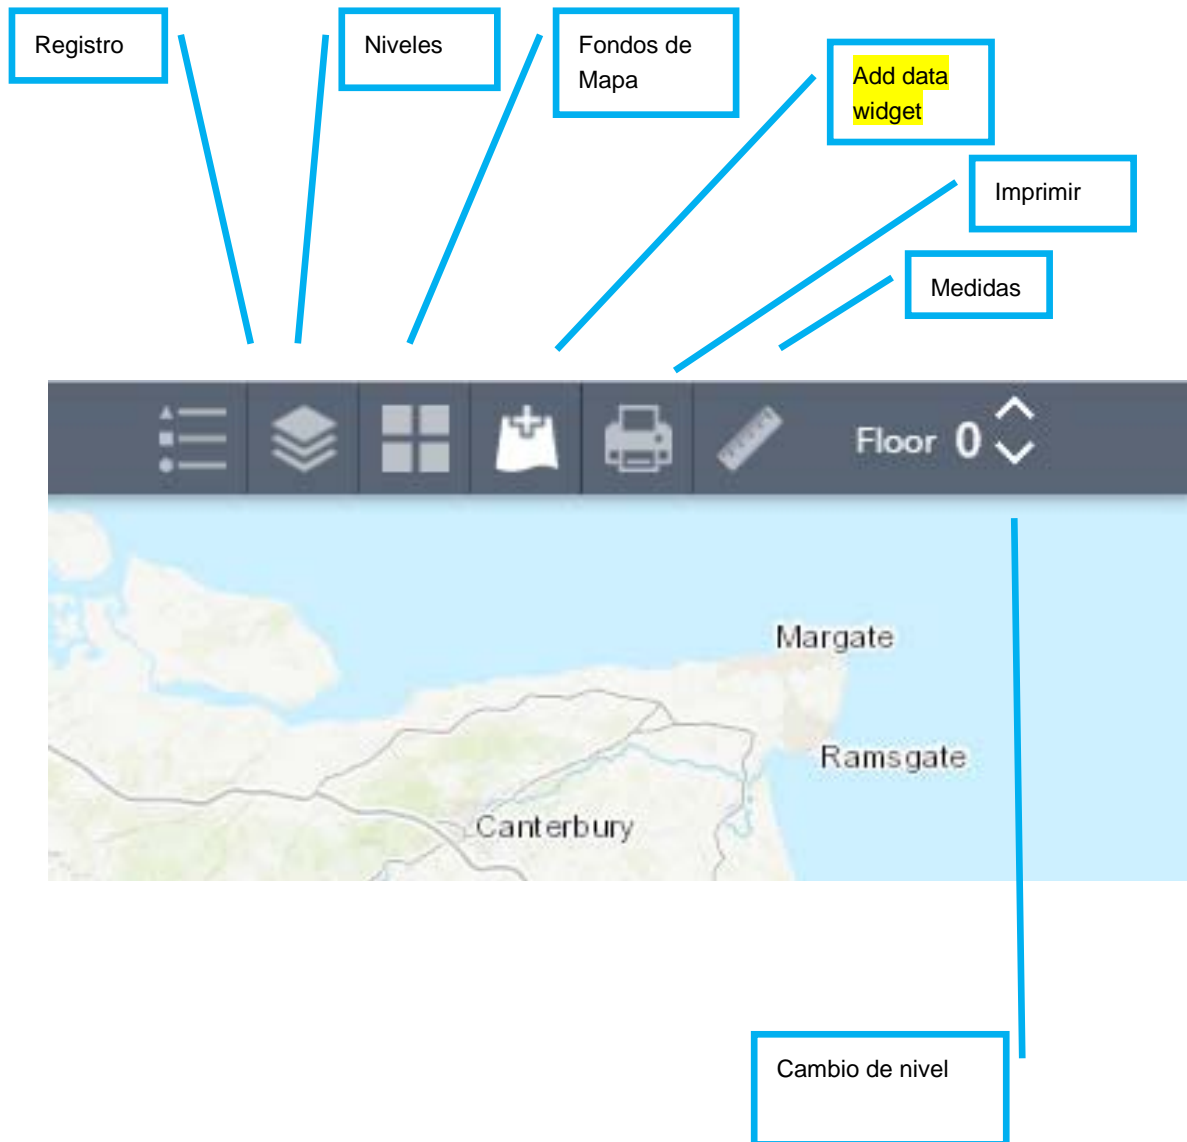 Registro
Niveles
Fondos de
Mapa
Add data
widget
Imprimir
Medidas
Floor 0
Margate
Ramsgate
Canterbury
Cambio de nivel